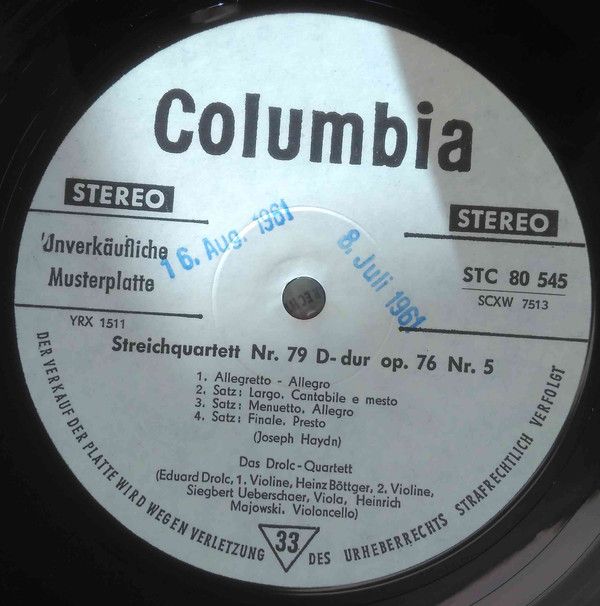 Columbia
STEREO
STEREO
Unverkäufliche
Musterplatte
16. Aug. 1961
8. Juli 1961
STC 80 545
SCXW 7513
YRX 1511
Streichquartett Nr. 79 D-dur op. 76 Nr. 5
1. Allegretto - Allegro
2. Satz: Largo. Cantabile e mesto
3. Satz: Menuetto. Allegro
4. Satz: Finale. Presto
(Joseph Haydn)
Das Drolc-Quartett
(Eduard Drolc, 1. Violine, Heinz Böttger, 2. Violine,
Siegbert Ueberschaer, Viola, Heinrich
Majowski. Violoncello)
33
DER VERKAUF DER PLATTE WIRD WEGEN VERLETZUNG DES URHEBERRECHTS STRAFRECHTLICH VERFOLGT